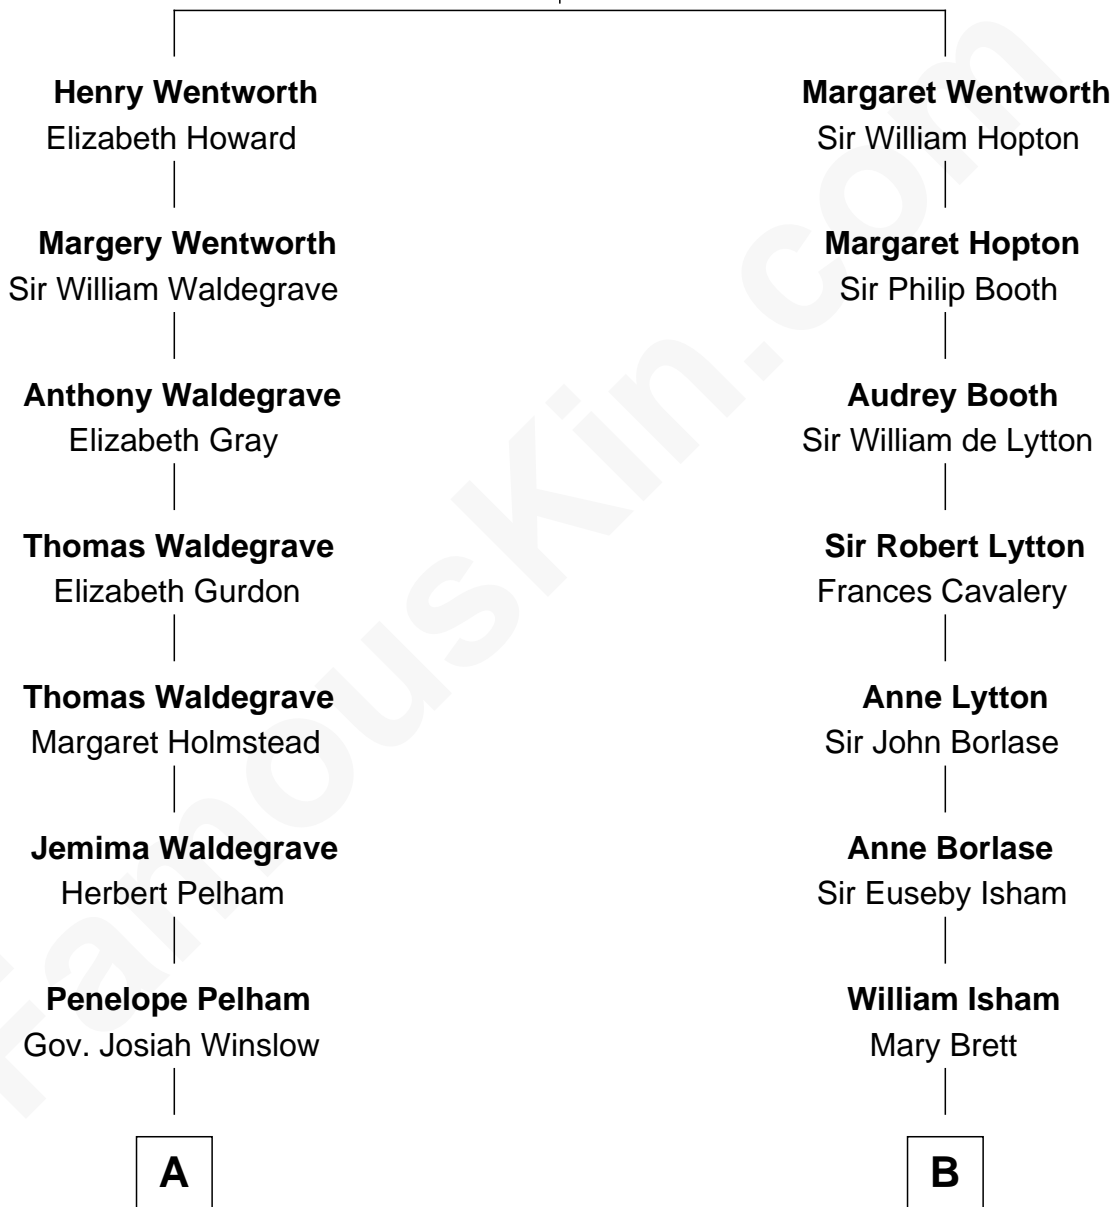 Henry Wentworth
Elizabeth Howard
Margery Wentworth
Sir William Waldegrave
Anthony Waldegrave
Elizabeth Gray
Thomas Waldegrave
Elizabeth Gurdon
Thomas Waldegrave
Margaret Holmstead
Jemima Waldegrave
Herbert Pelham
Penelope Pelham
Gov. Josiah Winslow
A
Margaret Wentworth
Sir William Hopton
Margaret Hopton
Sir Philip Booth
Audrey Booth
Sir William de Lytton
Sir Robert Lytton
Frances Cavalery
Anne Lytton
Sir John Borlase
Anne Borlase
Sir Euseby Isham
William Isham
Mary Brett
B
FamousKin.com